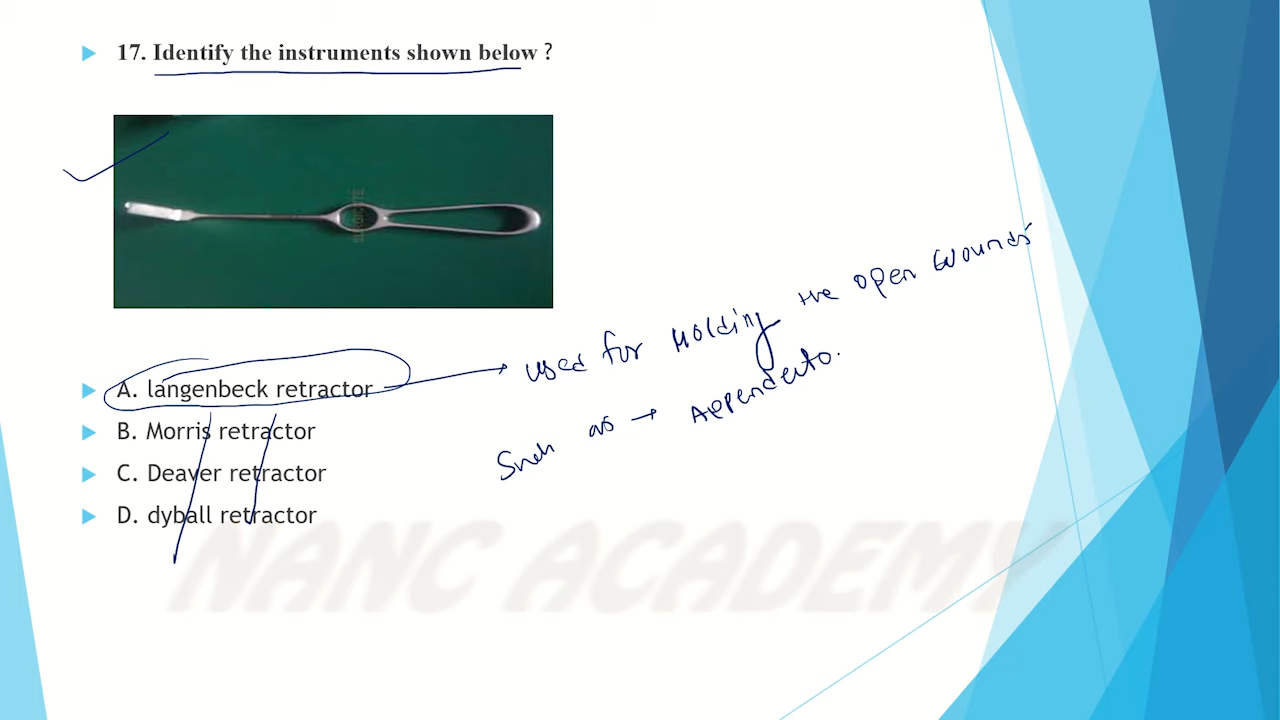 17. Identify the instruments shown below ?
A. langenbeck retractor
B. Morris retractor
C. Deaver retractor
D. dyball retractor
used for Holding the open wounds
Such as → Appendecto.
NANC ACADEMY